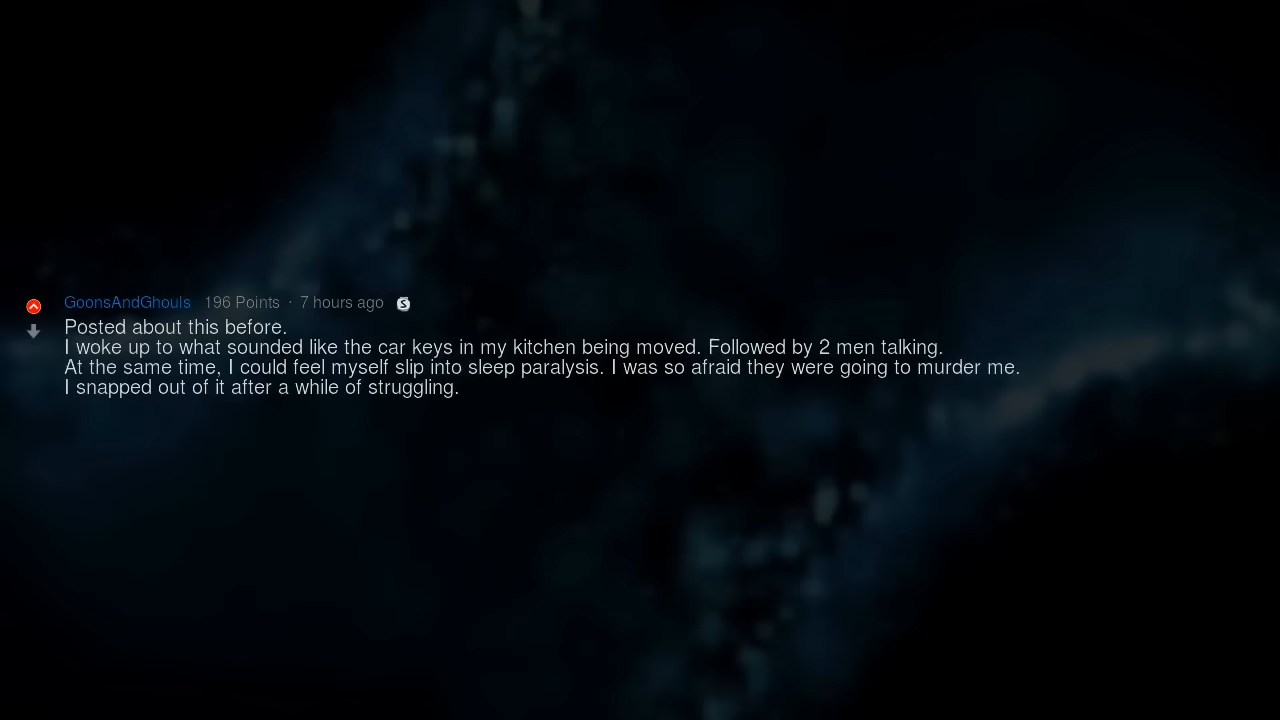 GoonsAndGhouls 196 Points · 7 hours ago S
Posted about this before.
I woke up to what sounded like the car keys in my kitchen being moved. Followed by 2 men talking.
At the same time, I could feel myself slip into sleep paralysis. I was so afraid they were going to murder me.
I snapped out of it after a while of struggling.